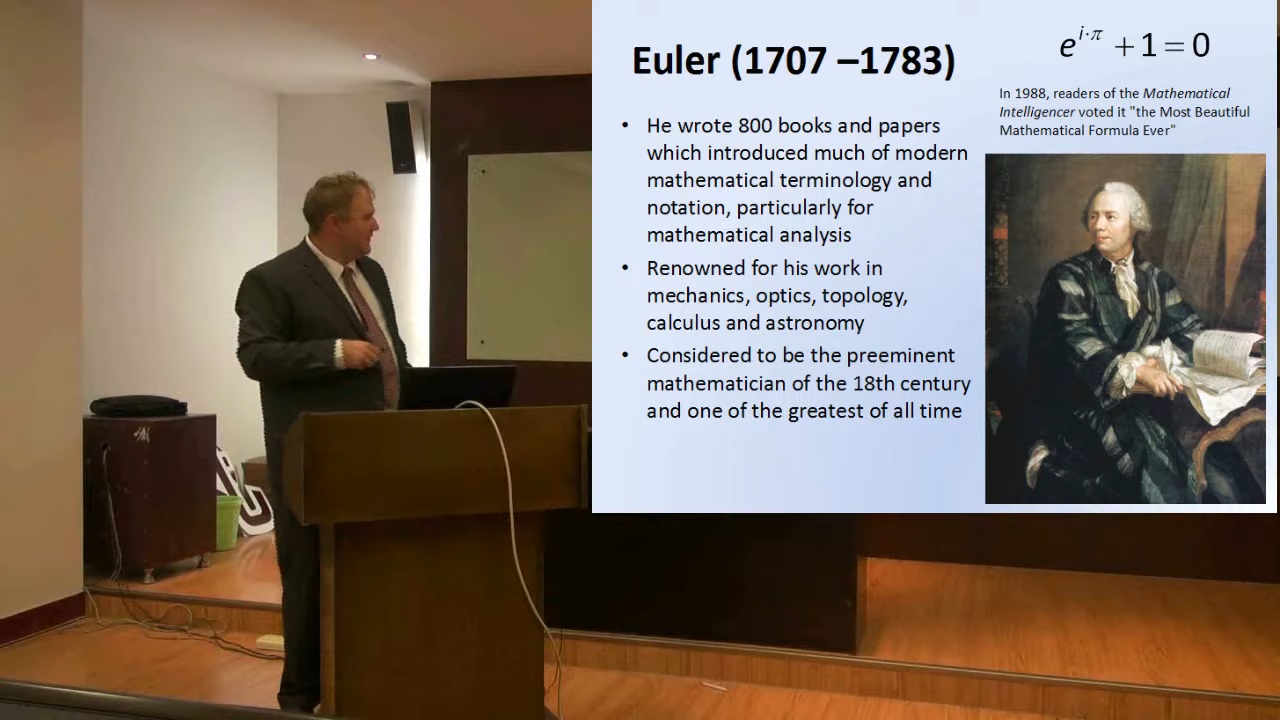 Euler (1707 –1783)
• He wrote 800 books and papers
which introduced much of modern
mathematical terminology and
notation, particularly for
mathematical analysis
• Renowned for his work in
mechanics, optics, topology,
calculus and astronomy
• Considered to be the preeminent
mathematician of the 18th century
and one of the greatest of all time
e^{i·π} + 1 = 0
In 1988, readers of the Mathematical
Intelligencer voted it "the Most Beautiful
Mathematical Formula Ever"